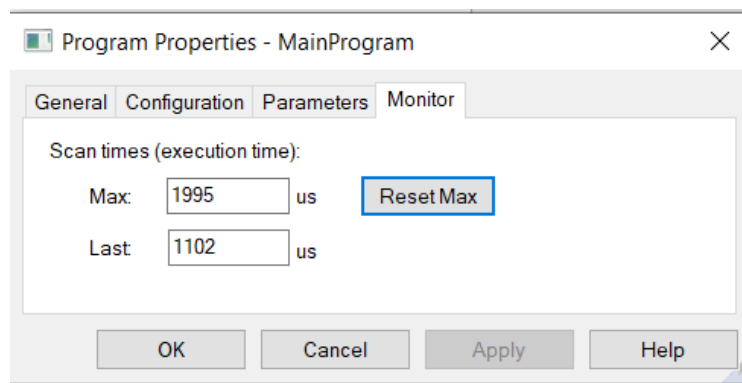 Program Properties - MainProgram
General Configuration Parameters Monitor
Scan times (execution time):
Max: 1995 us Reset Max
Last: 1102 us
OK Cancel Apply Help